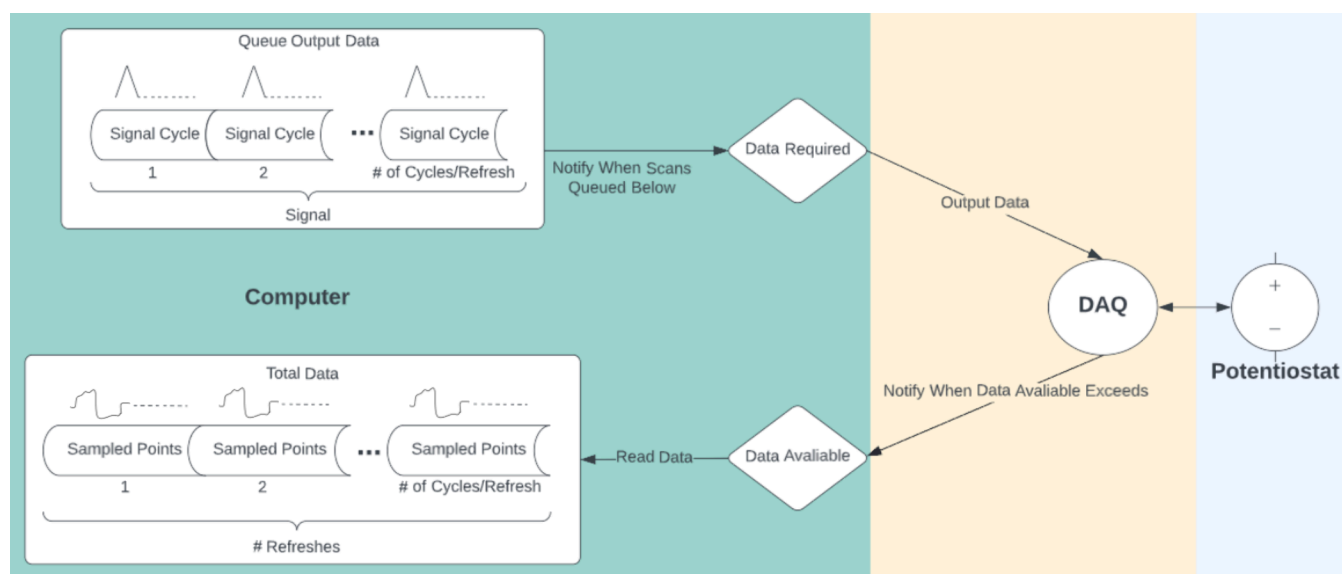 Queue Output Data
Signal Cycle
Signal Cycle
...
Signal Cycle
1
2
# of Cycles/Refresh
Signal
Notify When Scans
Queued Below
Data Required
Output Data
Computer
DAQ
+
−
Potentiostat
Notify When Data Avaliable Exceeds
Data Avaliable
Read Data
Total Data
Sampled Points
Sampled Points
...
Sampled Points
1
2
# of Cycles/Refresh
# Refreshes